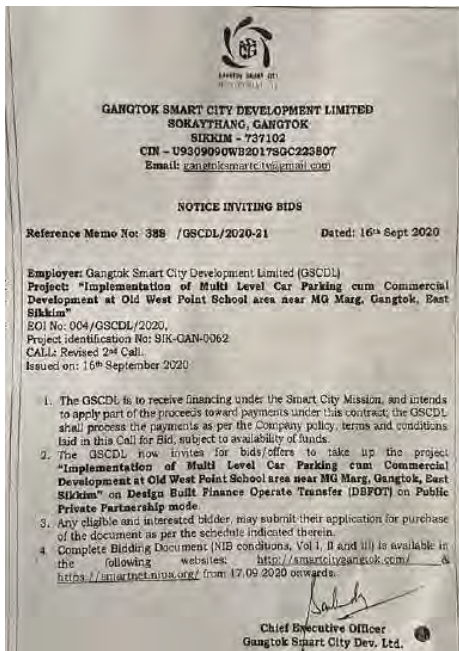 GANGTOK SMART CITY
GANGTOK SMART CITY DEVELOPMENT LIMITED
SOKAYTHANG, GANGTOK
SIKKIM - 737102
CIN - U9309090WB2017SGC223807
Email: gangtoksmartcity@gmail.com
NOTICE INVITING BIDS
Reference Memo No: 388 /GSCDL/2020-21 Dated: 16th Sept 2020
Employer: Gangtok Smart City Development Limited (GSCDL)
Project: "Implementation of Multi Level Car Parking cum Commercial
Development at Old West Point School area near MG Marg, Gangtok, East
Sikkim"
EOI No: 004/GSCDL/2020,
Project identification No: SIK-GAN-0062
CALL: Revised 2nd Call.
Issued on: 16th September 2020
1. The GSCDL is to receive financing under the Smart City Mission, and intends
to apply part of the proceeds toward payments under this contract; the GSCDL
shall process the payments as per the Company policy, terms and conditions
laid in this Call for Bid, subject to availability of funds.
2. The GSCDL now invites for bids/offers to take up the project
"Implementation of Multi Level Car Parking cum Commercial
Development at Old West Point School area near MG Marg, Gangtok, East
Sikkim" on Design Built Finance Operate Transfer (DBFOT) on Public
Private Partnership mode.
3. Any eligible and interested bidder, may submit their application for purchase
of the document as per the schedule indicated therein.
4. Complete Bidding Document (NIB conditions, Vol I, II and III) is available in
the following websites: http://smartcitygangtok.com/ &
https://smartnet.niua.org/ from 17.09.2020 onwards.
Chief Executive Officer
Gangtok Smart City Dev. Ltd.